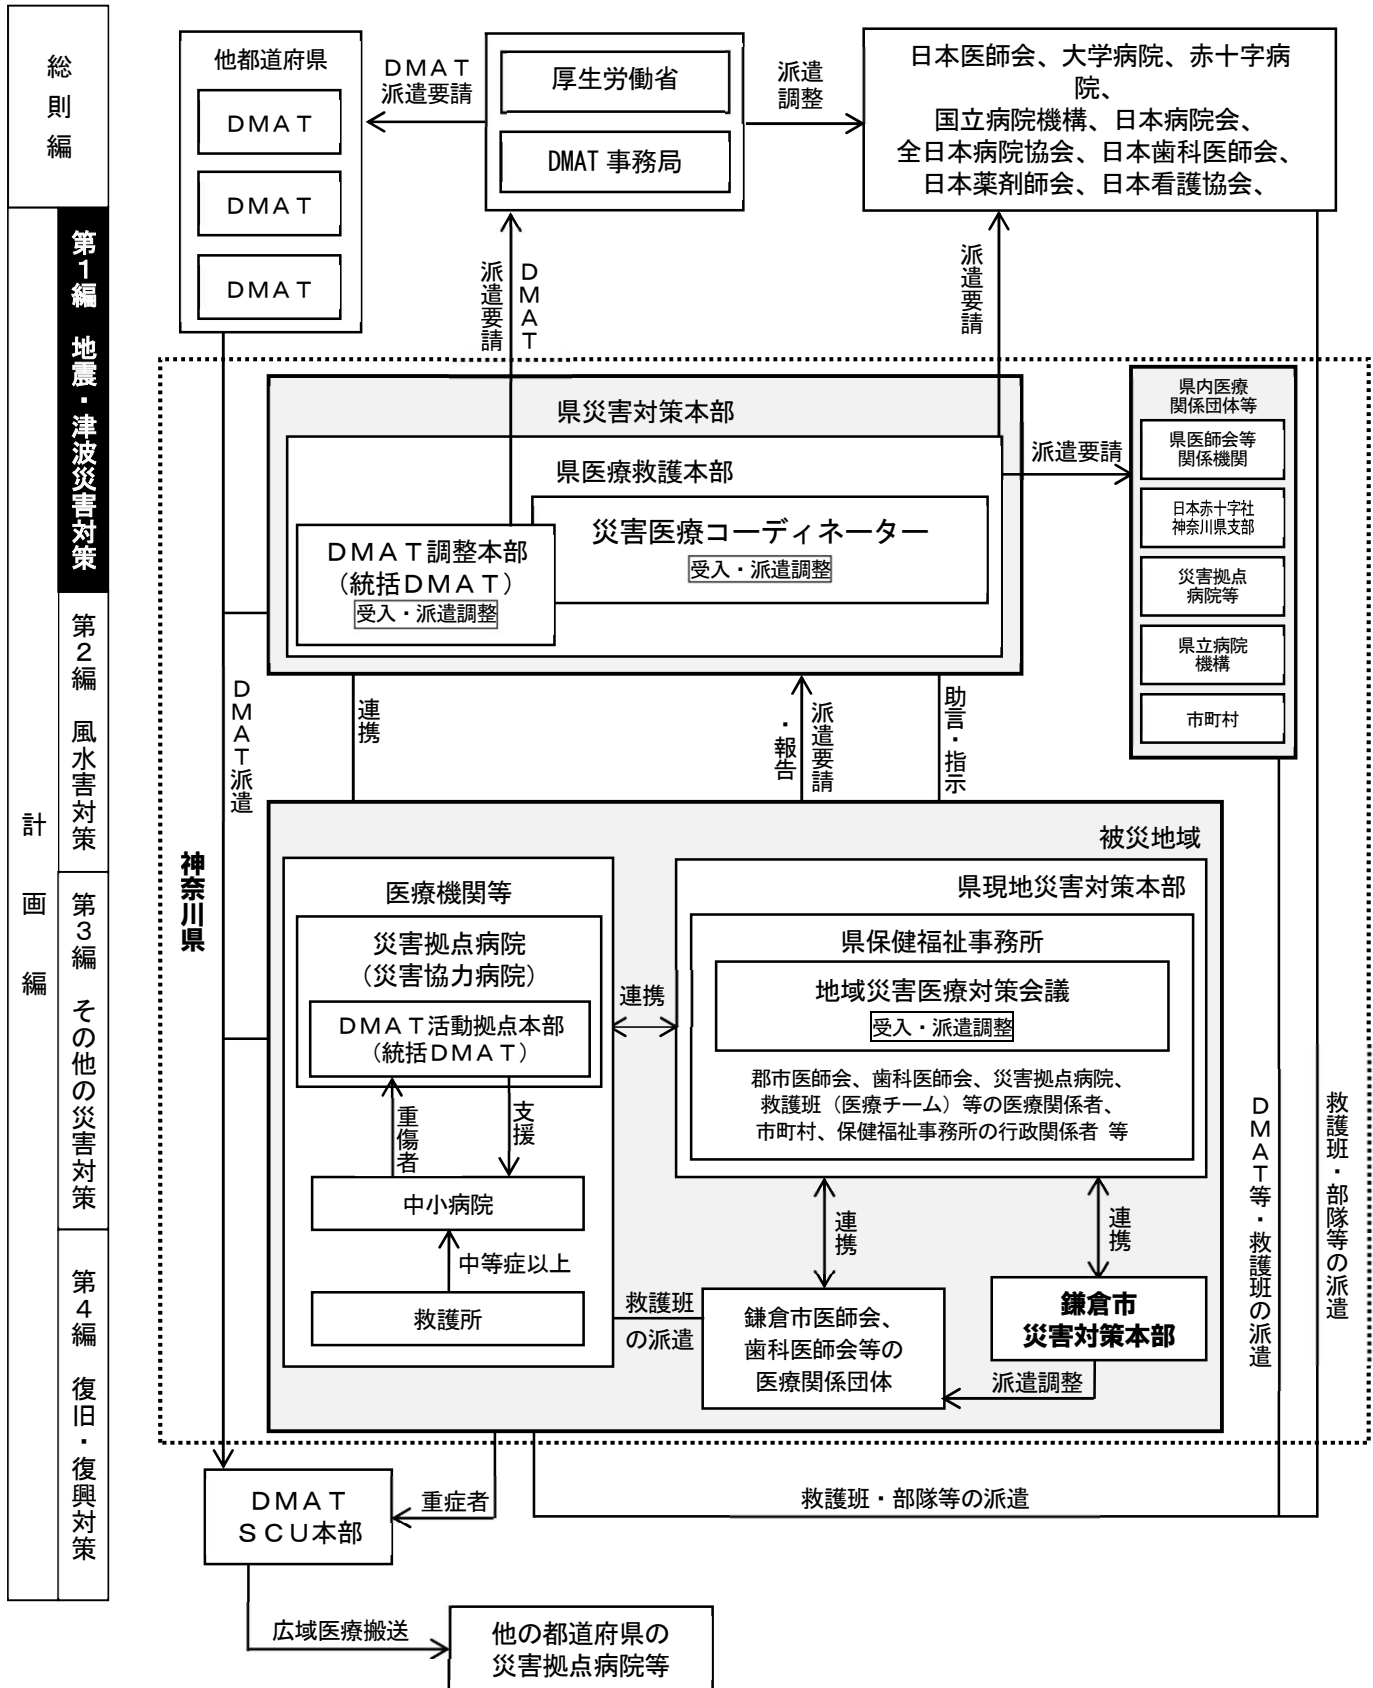 総則編
計画編
第1編 地震・津波災害対策
第2編 風水害対策
第3編 その他の災害対策
第4編 復旧・復興対策
他都道府県
DMAT
DMAT
DMAT
DMAT
派遣要請
厚生労働省
DMAT 事務局
派遣
調整
日本医師会、大学病院、赤十字病
院、
国立病院機構、日本病院会、
全日本病院協会、日本歯科医師会、
日本薬剤師会、日本看護協会、
DMAT
派遣要請
派遣要請
神奈川県
県災害対策本部
県医療救護本部
災害医療コーディネーター
受入・派遣調整
DMAT調整本部
(統括DMAT)
受入・派遣調整
派遣要請
県内医療
関係団体等
県医師会等
関係機関
日本赤十字社
神奈川県支部
災害拠点
病院等
県立病院
機構
市町村
DMAT派遣
連携
派遣要請
・報告
助言・指示
被災地域
医療機関等
災害拠点病院
(災害協力病院)
DMAT活動拠点本部
(統括DMAT)
重傷者
支援
中小病院
中等症以上
救護所
連携
県現地災害対策本部
県保健福祉事務所
地域災害医療対策会議
受入・派遣調整
郡市医師会、歯科医師会、災害拠点病院、
救護班(医療チーム)等の医療関係者、
市町村、保健福祉事務所の行政関係者 等
連携
連携
救護班
の派遣
鎌倉市医師会、
歯科医師会等の
医療関係団体
鎌倉市
災害対策本部
派遣調整
DMAT等・救護班の派遣
救護班・部隊等の派遣
DMAT
SCU本部
重症者
救護班・部隊等の派遣
広域医療搬送
他の都道府県の
災害拠点病院等